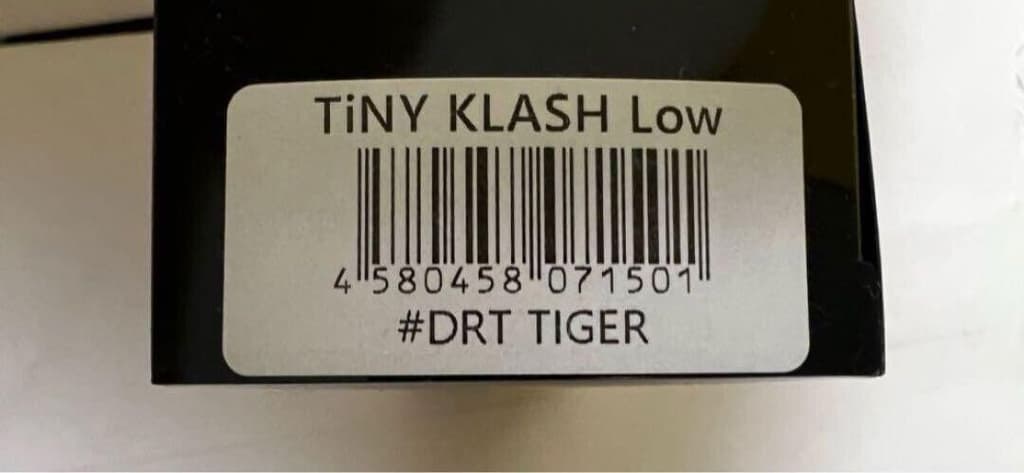 TiNY KLASH Low
4 580458 071501
#DRT TIGER